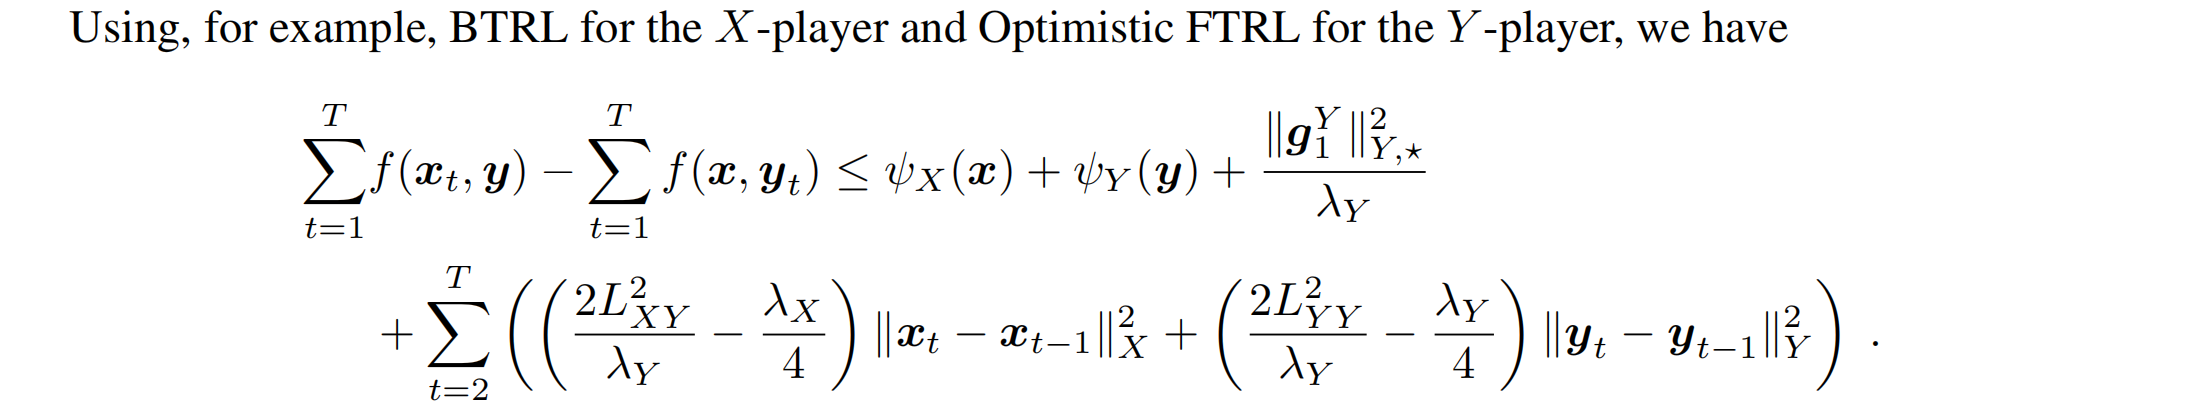 Using, for example, BTRL for the X-player and Optimistic FTRL for the Y-player, we have
$\sum_{t=1}^{T} f(\boldsymbol{x}_t, \boldsymbol{y}) - \sum_{t=1}^{T} f(\boldsymbol{x}, \boldsymbol{y}_t) \leq \psi_X(\boldsymbol{x}) + \psi_Y(\boldsymbol{y}) + \frac{\|\boldsymbol{g}_1^Y\|_{Y,\star}^2}{\lambda_Y}$
$+ \sum_{t=2}^{T} \left( \left( \frac{2L_{XY}^2}{\lambda_Y} - \frac{\lambda_X}{4} \right) \|\boldsymbol{x}_t - \boldsymbol{x}_{t-1}\|_X^2 + \left( \frac{2L_{YY}^2}{\lambda_Y} - \frac{\lambda_Y}{4} \right) \|\boldsymbol{y}_t - \boldsymbol{y}_{t-1}\|_Y^2 \right) .$